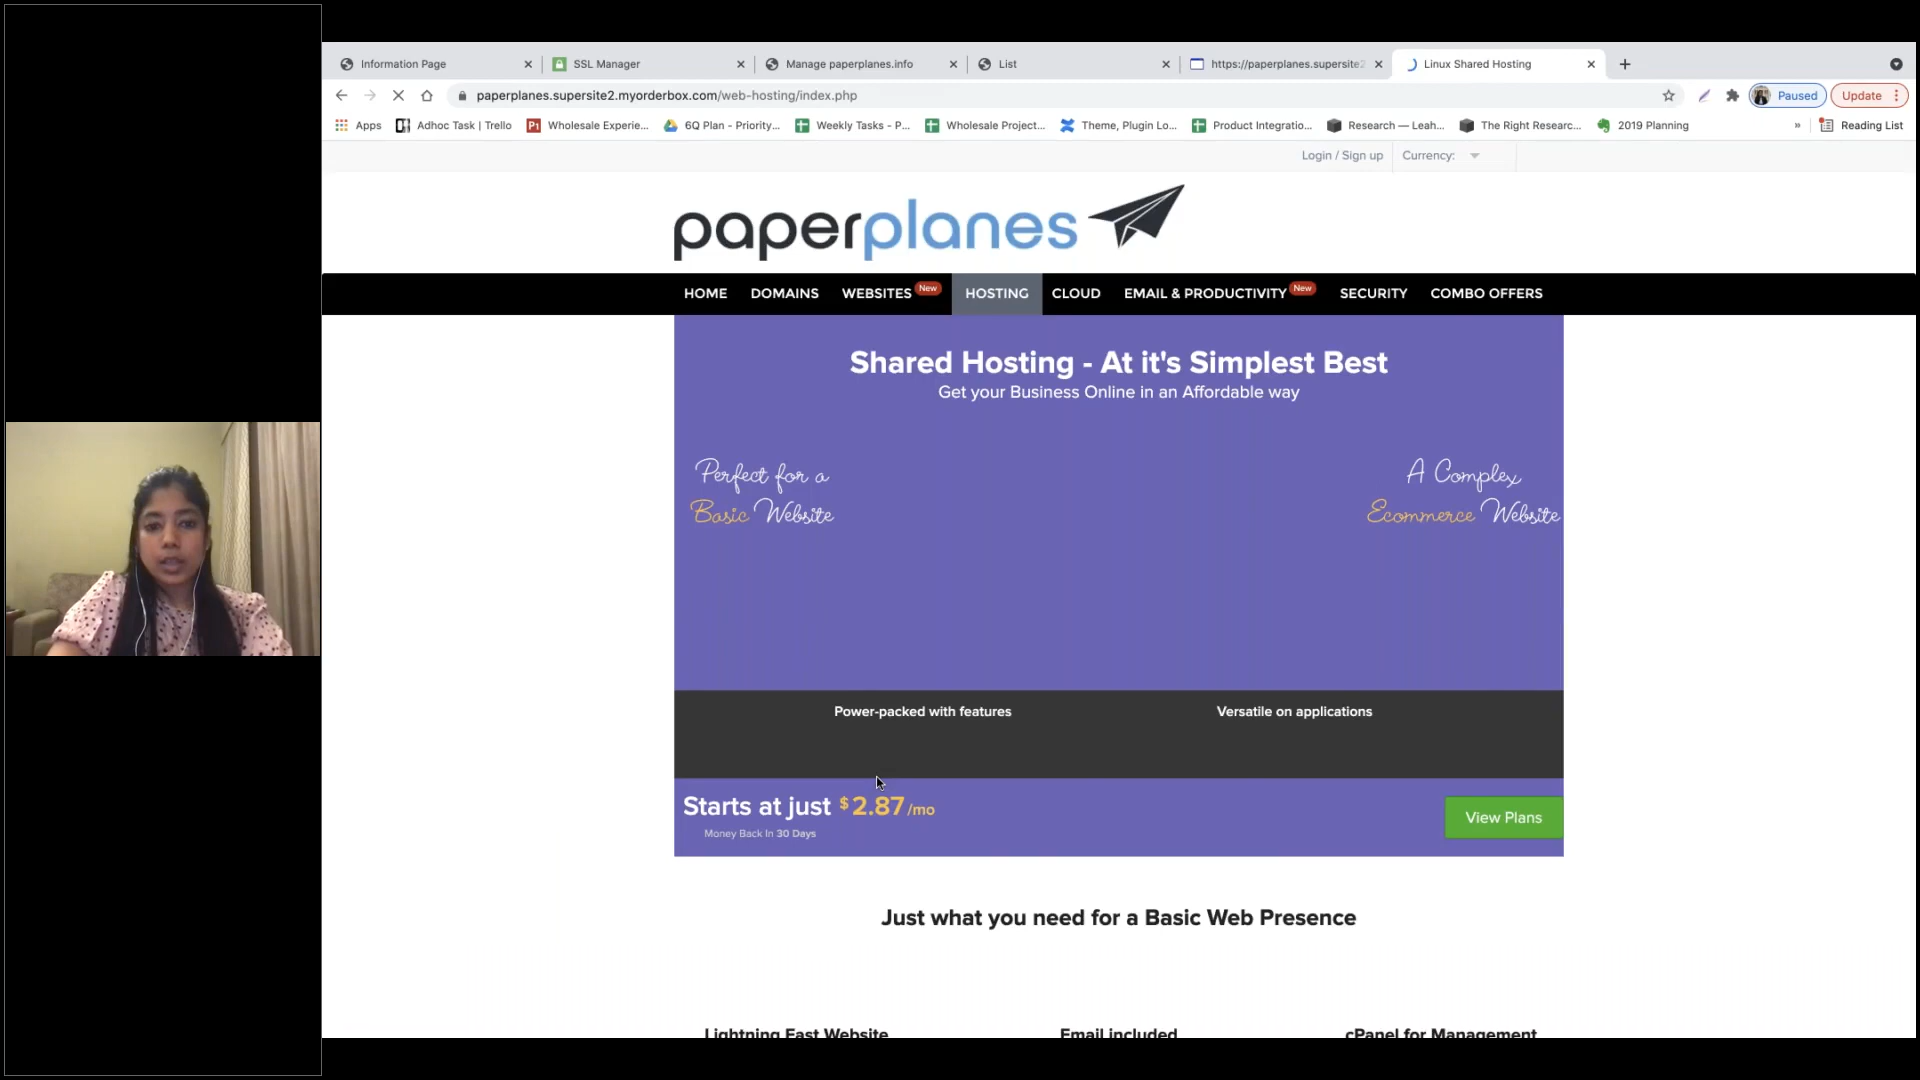 Information Page
SSL Manager
Manage paperplanes.info
List
https://paperplanes.supersite2
Linux Shared Hosting
paperplanes.supersite2.myorderbox.com/web-hosting/index.php
Paused
Update
Apps
Adhoc Task | Trello
Wholesale Experie...
6Q Plan - Priority...
Weekly Tasks - P...
Wholesale Project...
Theme, Plugin Lo...
Product Integratio...
Research — Leah...
The Right Researc...
2019 Planning
»
Reading List
Login / Sign up
Currency:
paperplanes
HOME
DOMAINS
WEBSITES New
HOSTING
CLOUD
EMAIL & PRODUCTIVITY New
SECURITY
COMBO OFFERS
Shared Hosting - At it's Simplest Best
Get your Business Online in an Affordable way
Perfect for a
Basic Website
A Complex
Ecommerce Website
Power-packed with features
Versatile on applications
Starts at just $2.87/mo
Money Back In 30 Days
View Plans
Just what you need for a Basic Web Presence
Lightning Fast Website
Email included
cPanel for Management